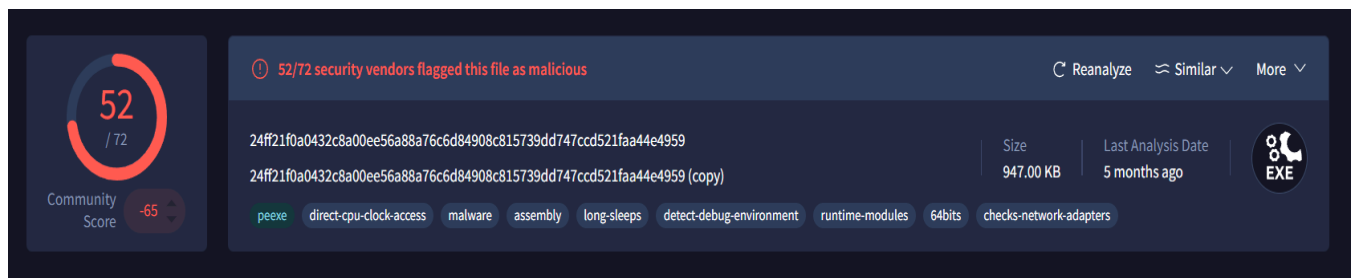 52
/ 72
Community
Score
-65
52/72 security vendors flagged this file as malicious
Reanalyze
Similar
More
24ff21f0a0432c8a00ee56a88a76c6d84908c815739dd747ccd521faa44e4959
24ff21f0a0432c8a00ee56a88a76c6d84908c815739dd747ccd521faa44e4959 (copy)
Size
947.00 KB
Last Analysis Date
5 months ago
EXE
peexe direct-cpu-clock-access malware assembly long-sleeps detect-debug-environment runtime-modules 64bits checks-network-adapters